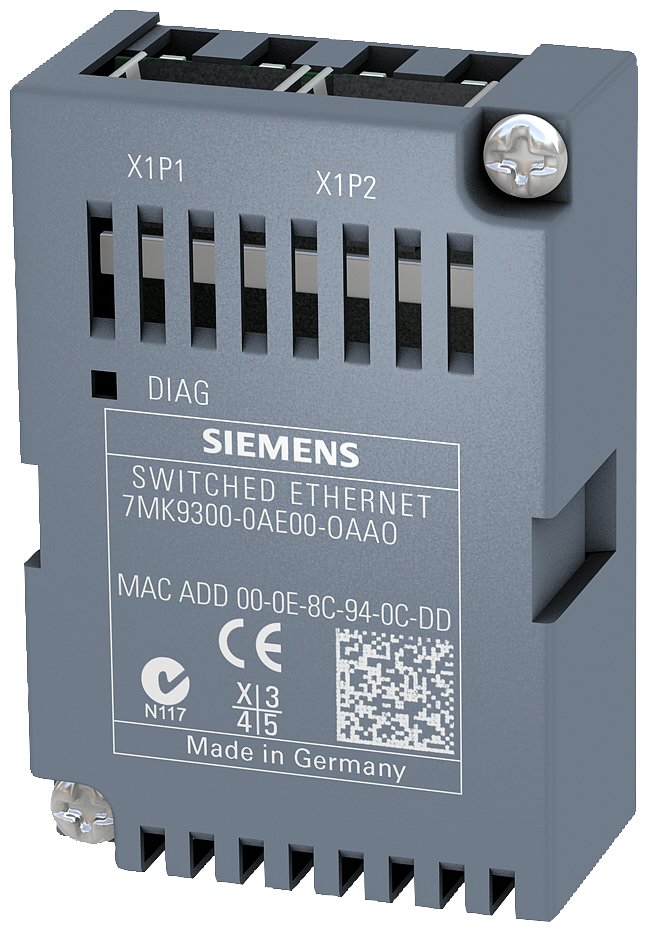 X1P1
X1P2
DIAG
SIEMENS
SWITCHED ETHERNET
7MK9300-0AE00-0AA0
MAC ADD 00-0E-8C-94-0C-DD
CE
N117
X 3
4 5
Made in Germany